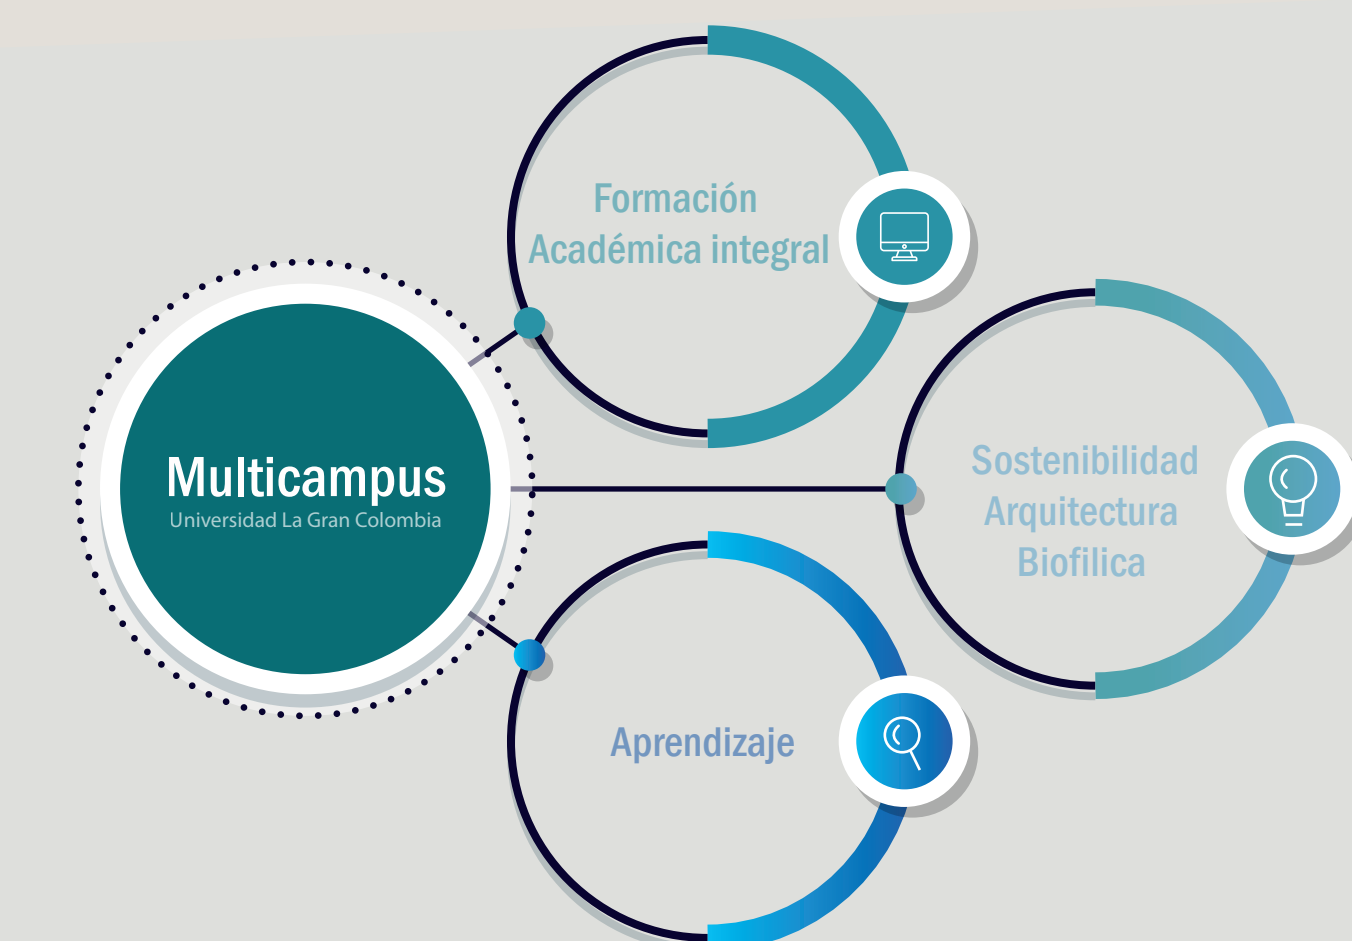 Formación
Académica integral
Multicampus
Universidad La Gran Colombia
Sostenibilidad
Arquitectura
Biofilica
Aprendizaje